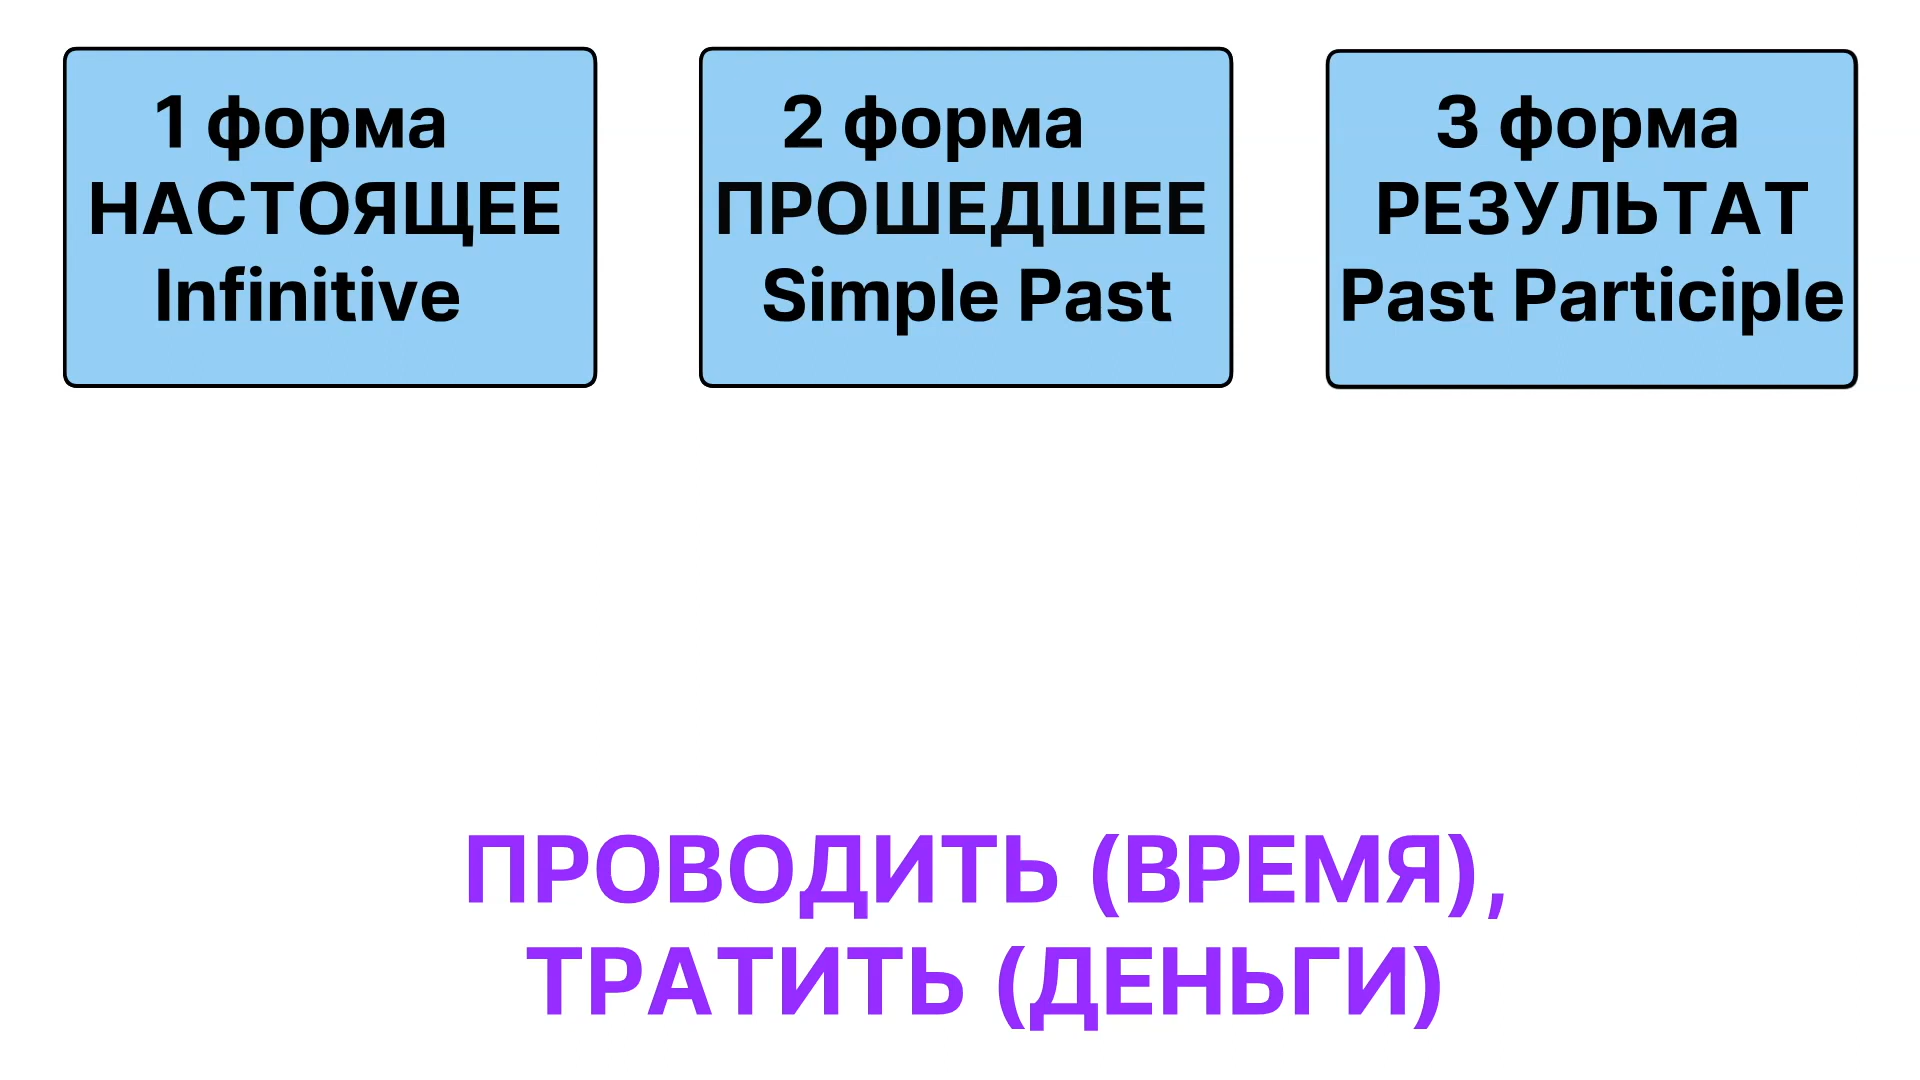 1 форма
НАСТОЯЩЕЕ
Infinitive
2 форма
ПРОШЕДШЕЕ
Simple Past
3 форма
РЕЗУЛЬТАТ
Past Participle
ПРОВОДИТЬ (ВРЕМЯ),
ТРАТИТЬ (ДЕНЬГИ)